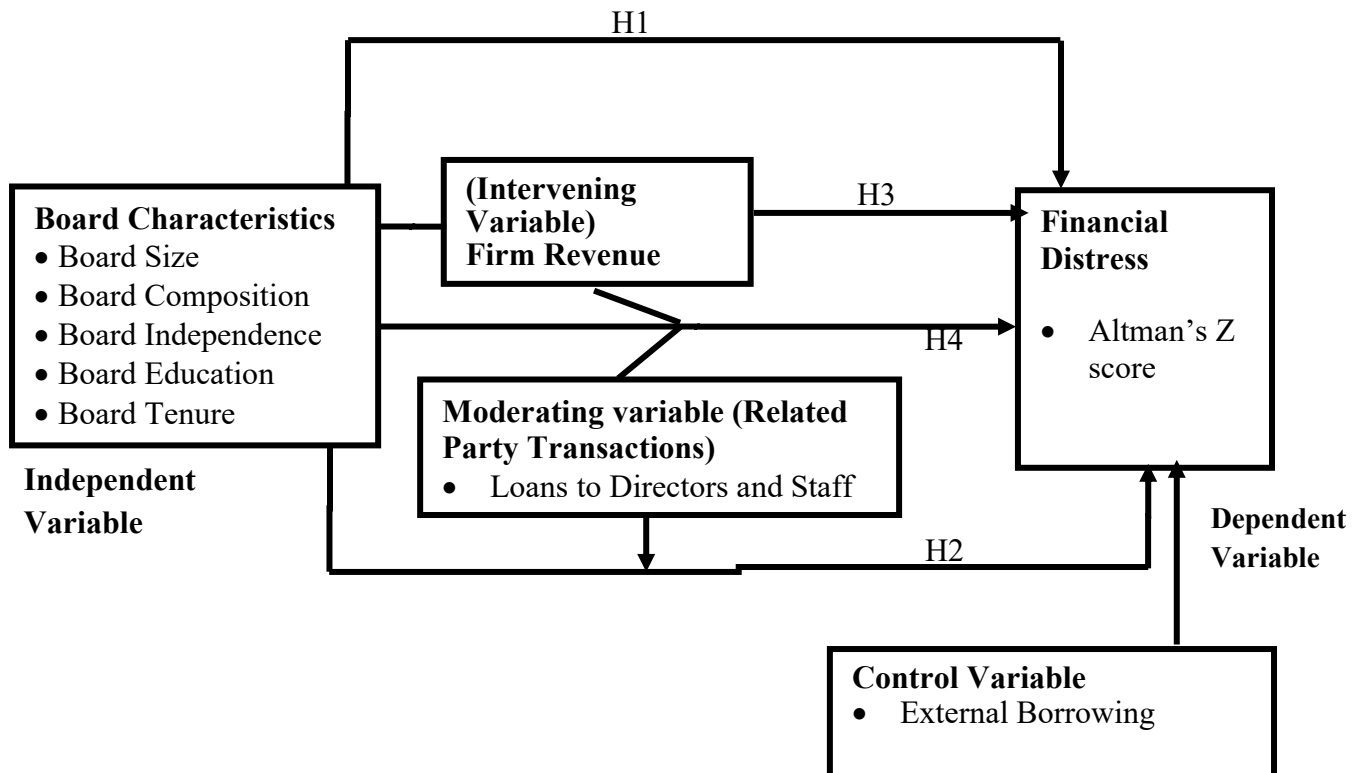 H1
Board Characteristics
• Board Size
• Board Composition
• Board Independence
• Board Education
• Board Tenure
Independent
Variable
(Intervening
Variable)
Firm Revenue
H3
H4
Moderating variable (Related
Party Transactions)
• Loans to Directors and Staff
H2
Financial
Distress
• Altman’s Z
score
Dependent
Variable
Control Variable
• External Borrowing